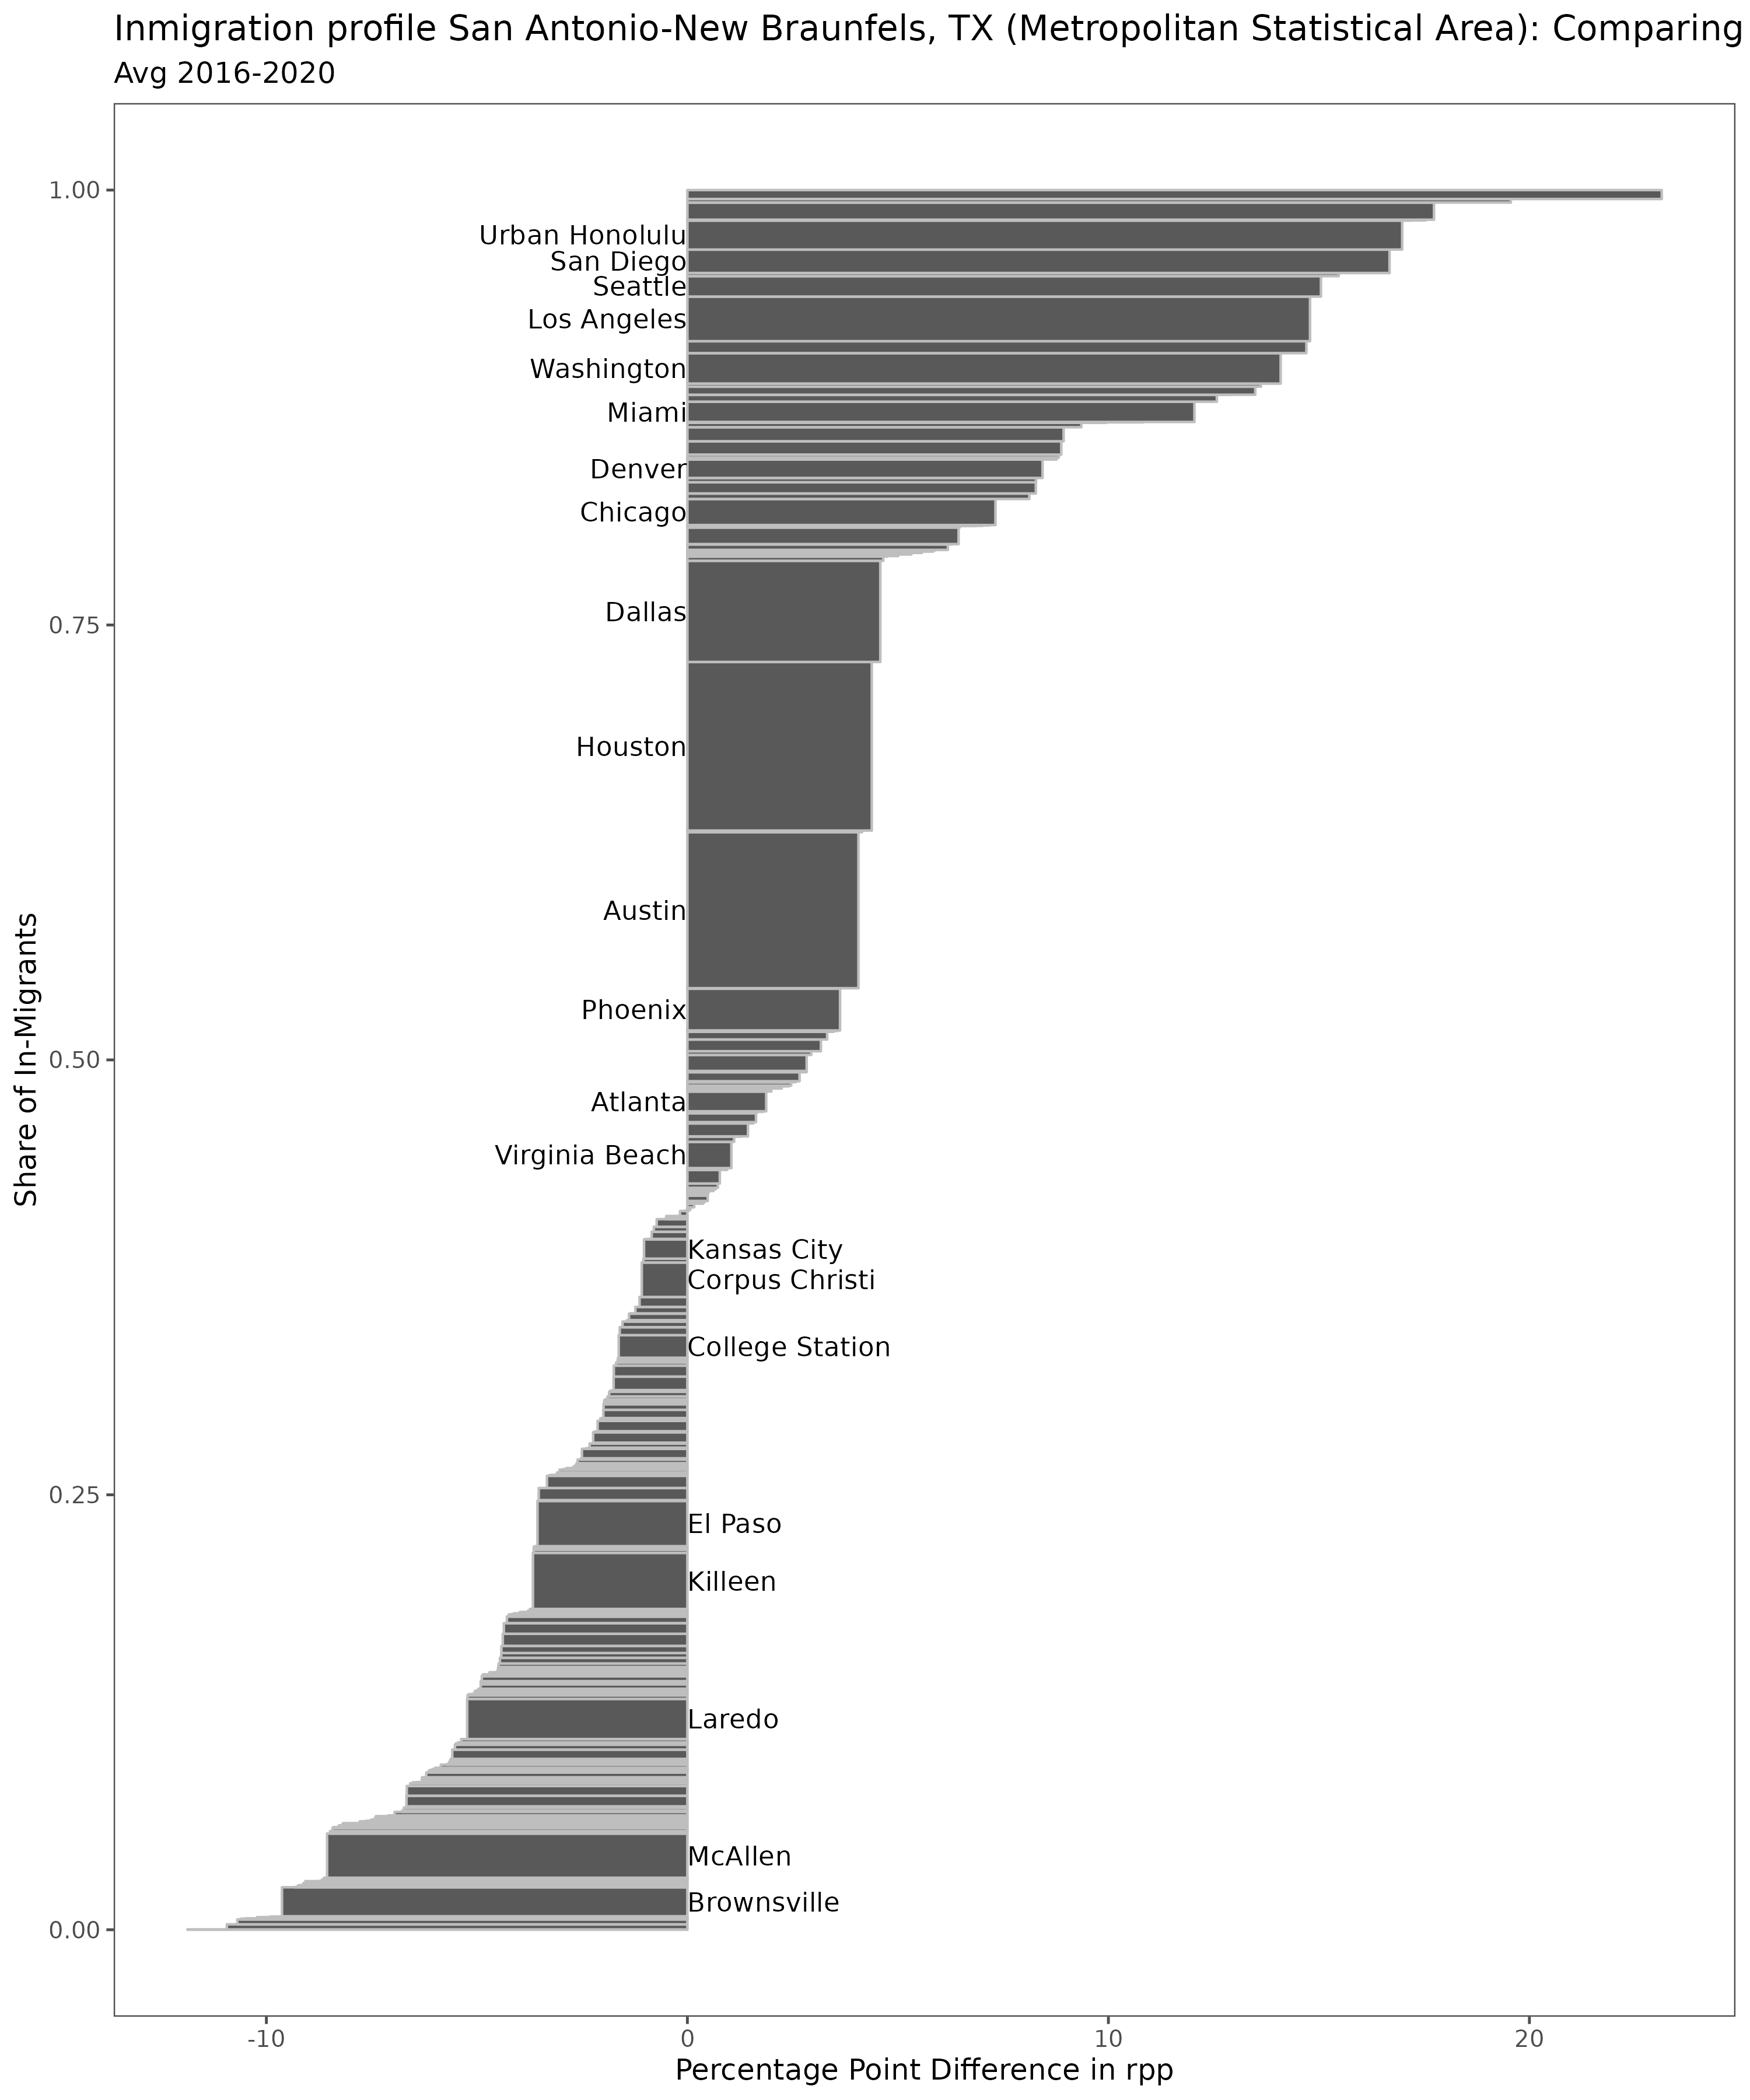 Inmigration profile San Antonio-New Braunfels, TX (Metropolitan Statistical Area): Comparing
Avg 2016-2020
1.00
Urban Honolulu
San Diego
Seattle
Los Angeles
Washington
Miami
Denver
Chicago
Dallas
0.75
Houston
Austin
Phoenix
0.50
Atlanta
Virginia Beach
Kansas City
Corpus Christi
College Station
0.25
El Paso
Killeen
Laredo
McAllen
Brownsville
0.00
Share of In-Migrants
-10 0 10 20
Percentage Point Difference in rpp